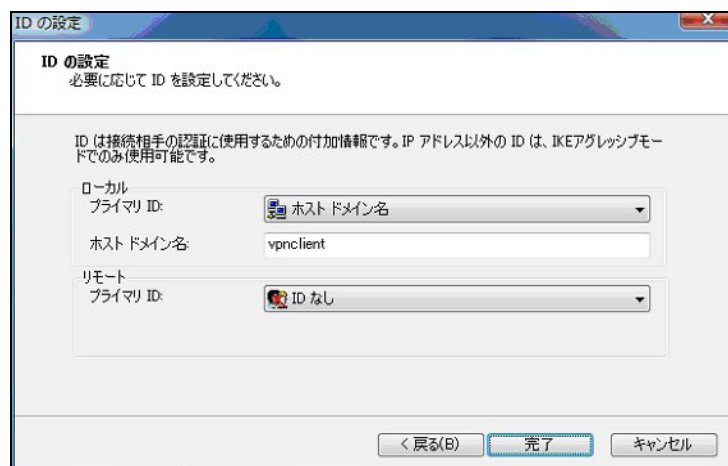 ID の設定
ID の設定
必要に応じて ID を設定してください。
ID は接続相手の認証に使用するための付加情報です。IP アドレス以外の ID は、IKEアグレッシブモー
ドでのみ使用可能です。
ローカル
プライマリ ID:
ホスト ドメイン名
ホスト ドメイン名:
vpnclient
リモート
プライマリ ID:
ID なし
< 戻る(B)
完了
キャンセル